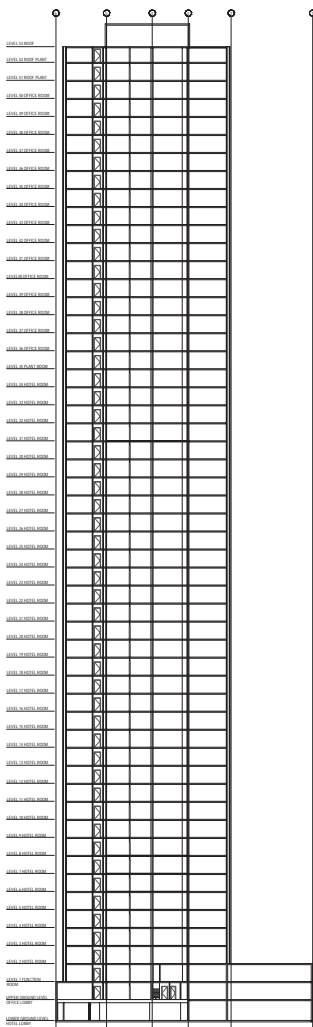 LEVEL 53 ROOF
LEVEL 52 ROOF PLANT
LEVEL 51 ROOF PLANT
LEVEL 50 OFFICE ROOM
LEVEL 49 OFFICE ROOM
LEVEL 48 OFFICE ROOM
LEVEL 47 OFFICE ROOM
LEVEL 46 OFFICE ROOM
LEVEL 45 OFFICE ROOM
LEVEL 44 OFFICE ROOM
LEVEL 43 OFFICE ROOM
LEVEL 42 OFFICE ROOM
LEVEL 41 OFFICE ROOM
LEVEL40 OFFICE ROOM
LEVEL 39 OFFICE ROOM
LEVEL 38 OFFICE ROOM
LEVEL 37 OFFICE ROOM
LEVEL 36 OFFICE ROOM
LEVEL 35 PLANT ROOM
LEVEL 34 HOTEL ROOM
LEVEL 33 HOTEL ROOM
LEVEL 32 HOTEL ROOM
LEVEL 31 HOTEL ROOM
LEVEL 30 HOTEL ROOM
LEVEL 29 HOTEL ROOM
LEVEL 28 HOTEL ROOM
LEVEL 27 HOTEL ROOM
LEVEL 26 HOTEL ROOM
LEVEL 25 HOTEL ROOM
LEVEL 24 HOTEL ROOM
LEVEL 23 HOTEL ROOM
LEVEL 22 HOTEL ROOM
LEVEL 21 HOTEL ROOM
LEVEL 20 HOTEL ROOM
LEVEL 19 HOTEL ROOM
LEVEL 18 HOTEL ROOM
LEVEL 17 HOTEL ROOM
LEVEL 16 HOTEL ROOM
LEVEL 15 HOTEL ROOM
LEVEL 14 HOTEL ROOM
LEVEL 13 HOTEL ROOM
LEVEL 12 HOTEL ROOM
LEVEL 11 HOTEL ROOM
LEVEL 10 HOTEL ROOM
LEVEL 9 HOTEL ROOM
LEVEL 8 HOTEL ROOM
LEVEL 7 HOTEL ROOM
LEVEL 6 HOTEL ROOM
LEVEL 5 HOTEL ROOM
LEVEL 4 HOTEL ROOM
LEVEL 3 HOTEL ROOM
LEVEL 2 HOTEL ROOM
LEVEL 1 FUNCTION
ROOM
UPPER GROUND LEVEL
OFFICE LOBBY
LOWER GROUND LEVEL
HOTEL LOBBY